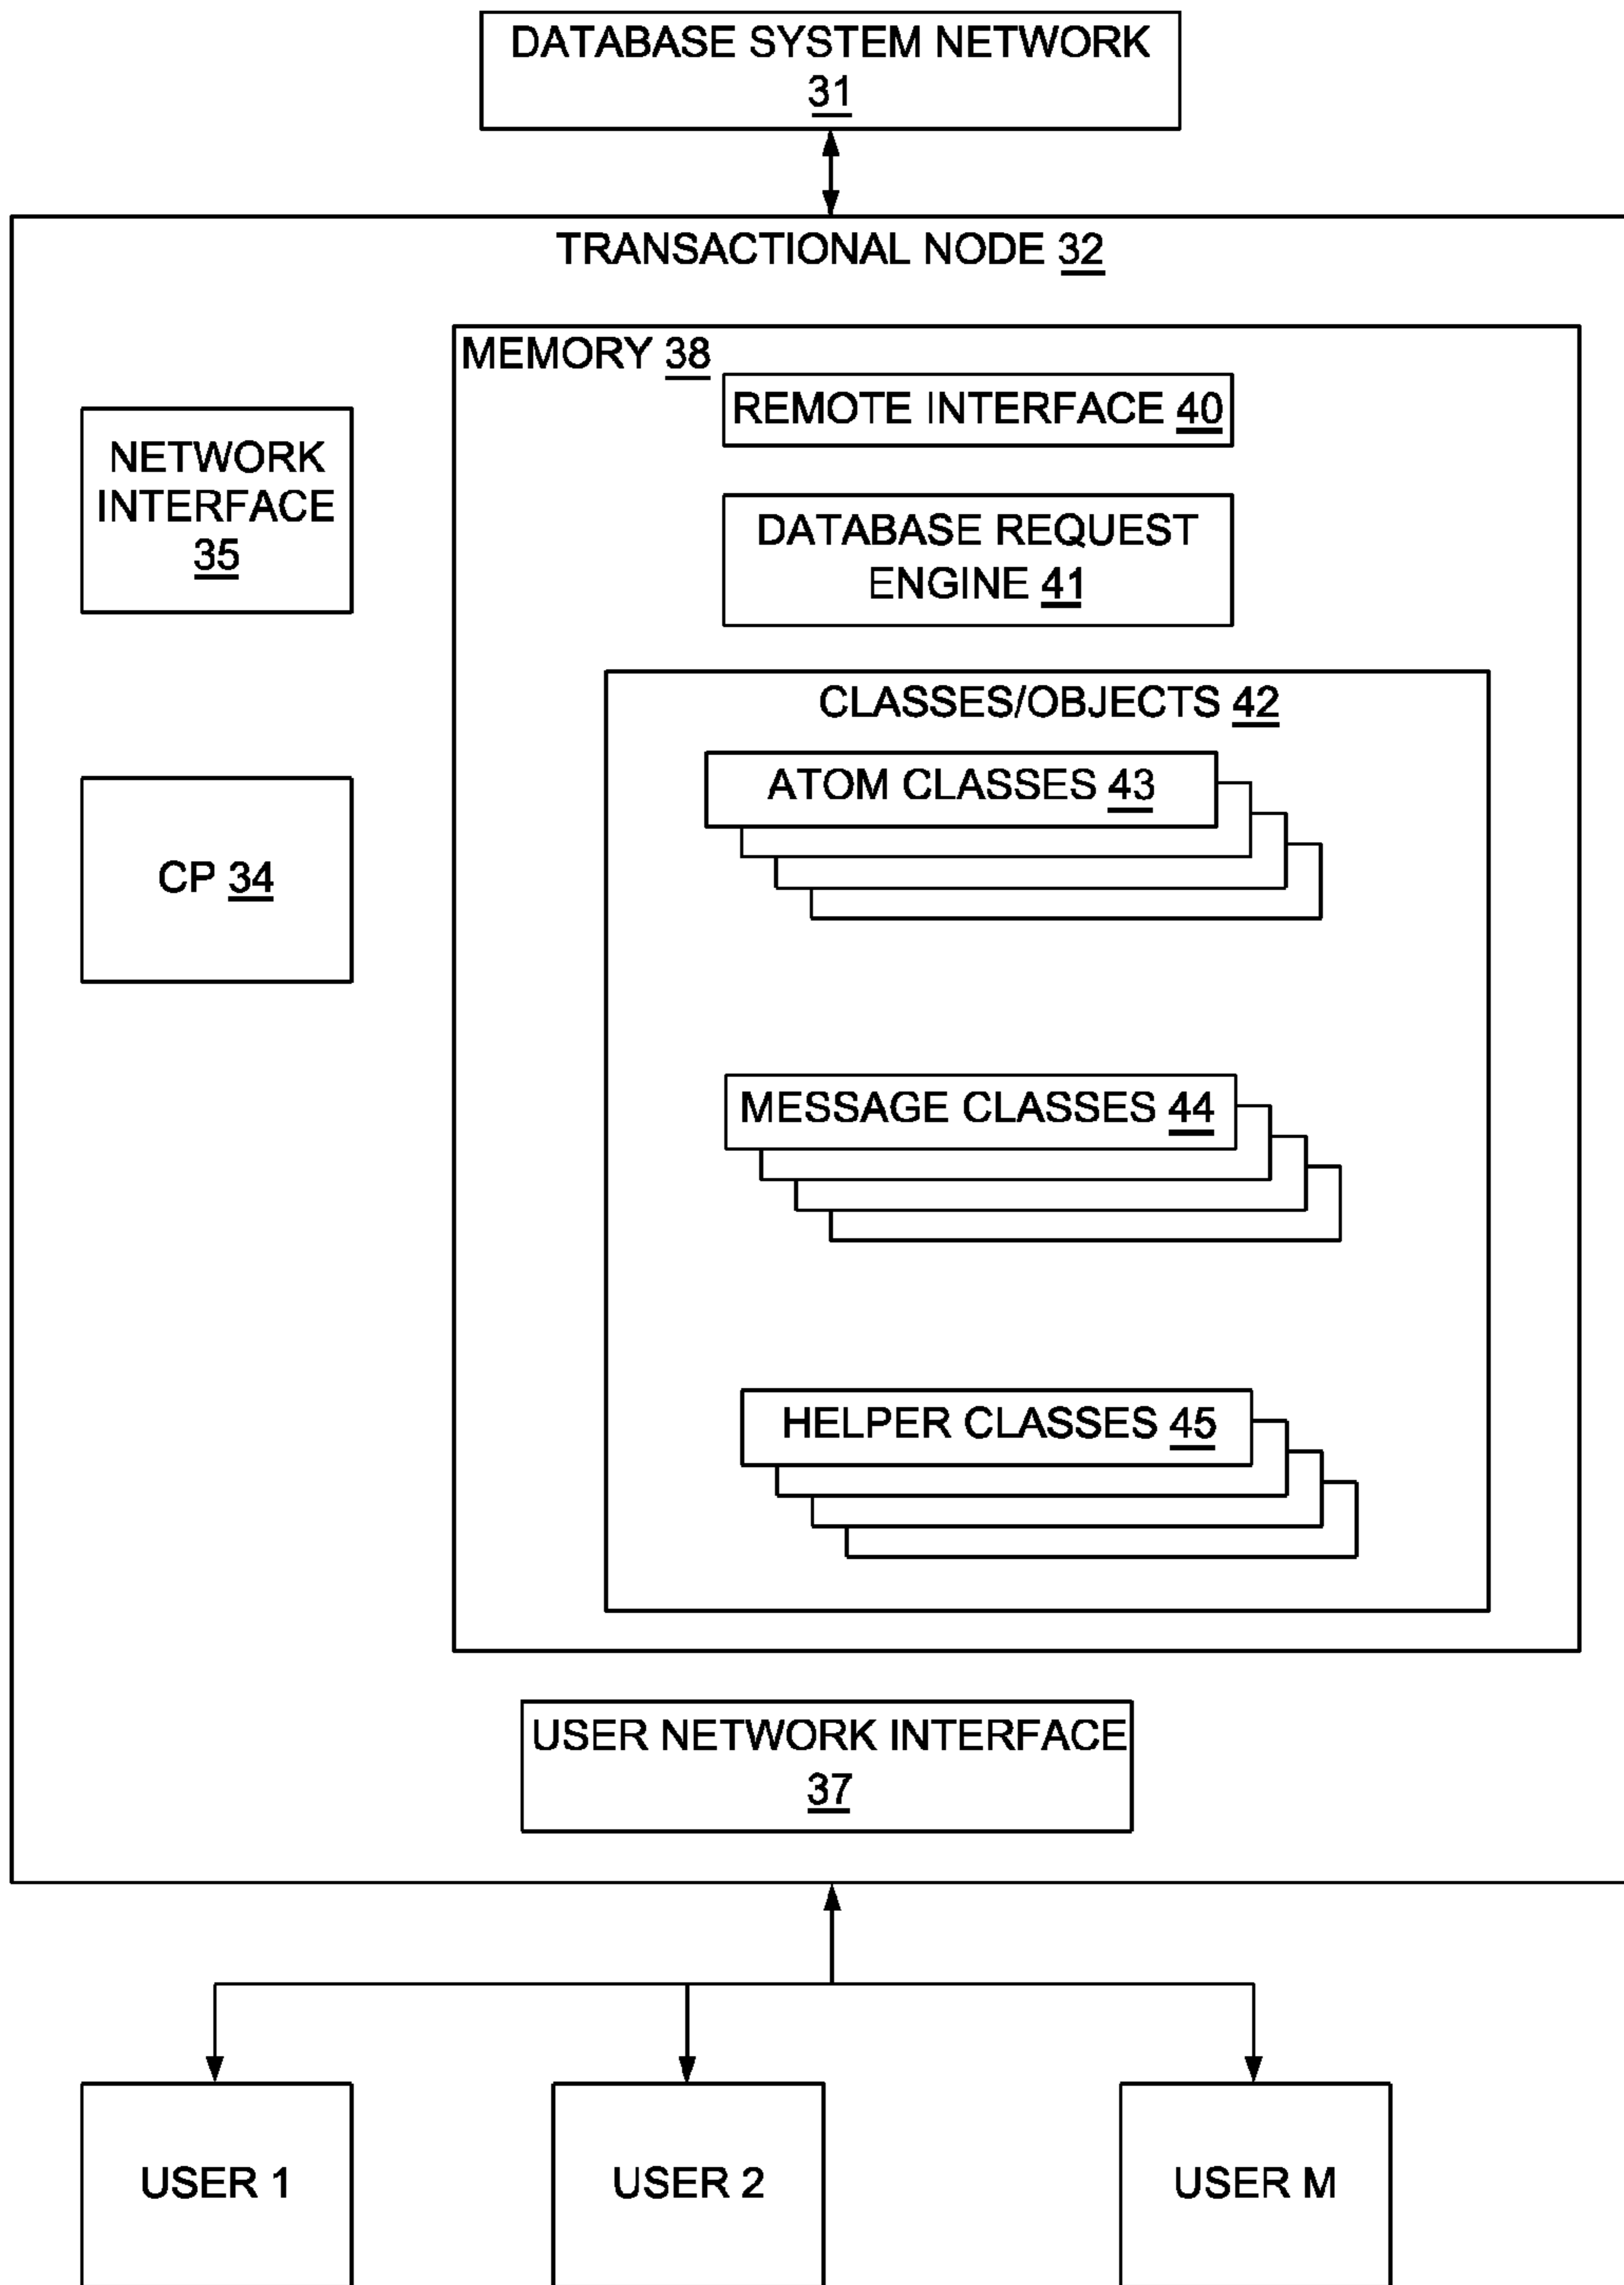 DATABASE SYSTEM NETWORK
31
TRANSACTIONAL NODE 32
MEMORY 38
REMOTE INTERFACE 40
NETWORK
INTERFACE
35
DATABASE REQUEST
ENGINE 41
CLASSES/OBJECTS 42
ATOM CLASSES 43
CP 34
MESSAGE CLASSES 44
HELPER CLASSES 45
USER NETWORK INTERFACE
37
USER 1
USER 2
USER M